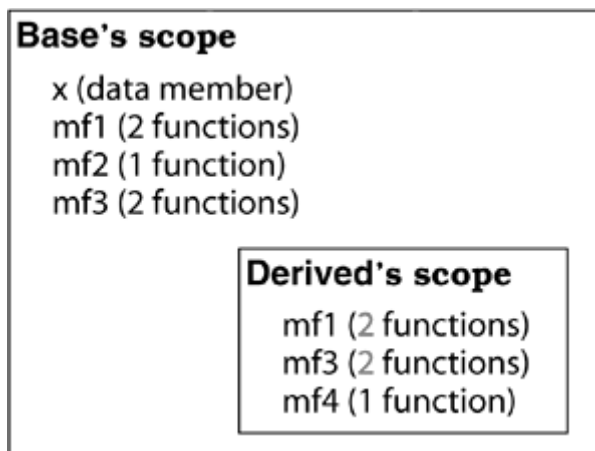 Base's scope
x (data member)
mf1 (2 functions)
mf2 (1 function)
mf3 (2 functions)
Derived's scope
mf1 (2 functions)
mf3 (2 functions)
mf4 (1 function)